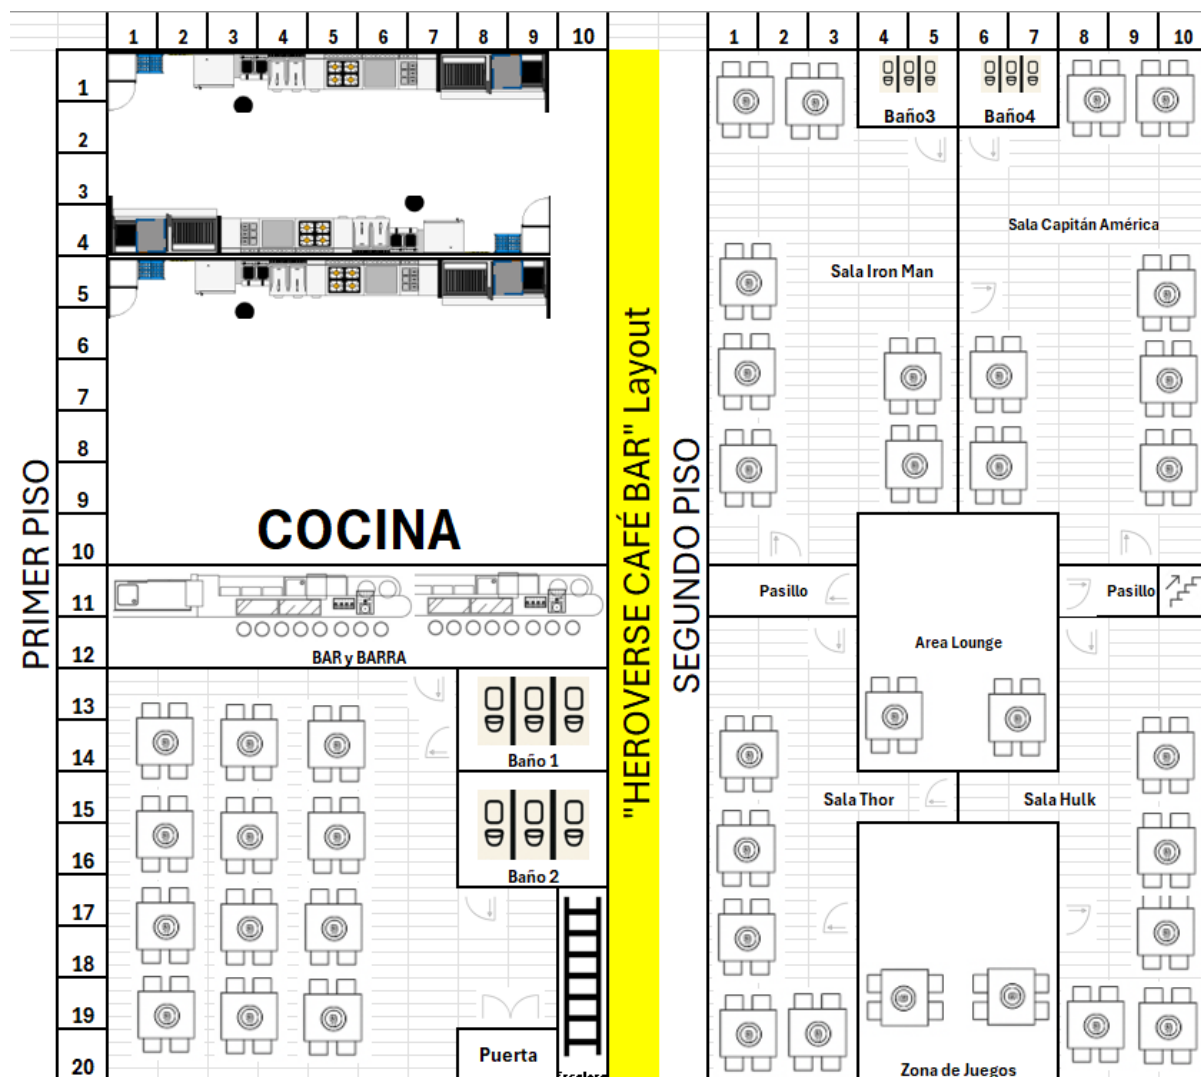 1 2 3 4 5 6 7 8 9 10
1 2 3 4 5 6 7 8 9 10
PRIMER PISO
1
2
3
4
5
6
7
8
9
10
11
12
13
14
15
16
17
18
19
20
COCINA
BAR y BARRA
Baño 1
Baño 2
Puerta
Escalera
"HEROVERSE CAFÉ BAR" Layout
SEGUNDO PISO
Baño3
Baño4
Sala Capitán América
Sala Iron Man
Pasillo
Pasillo
Area Lounge
Sala Thor
Sala Hulk
Zona de Juegos